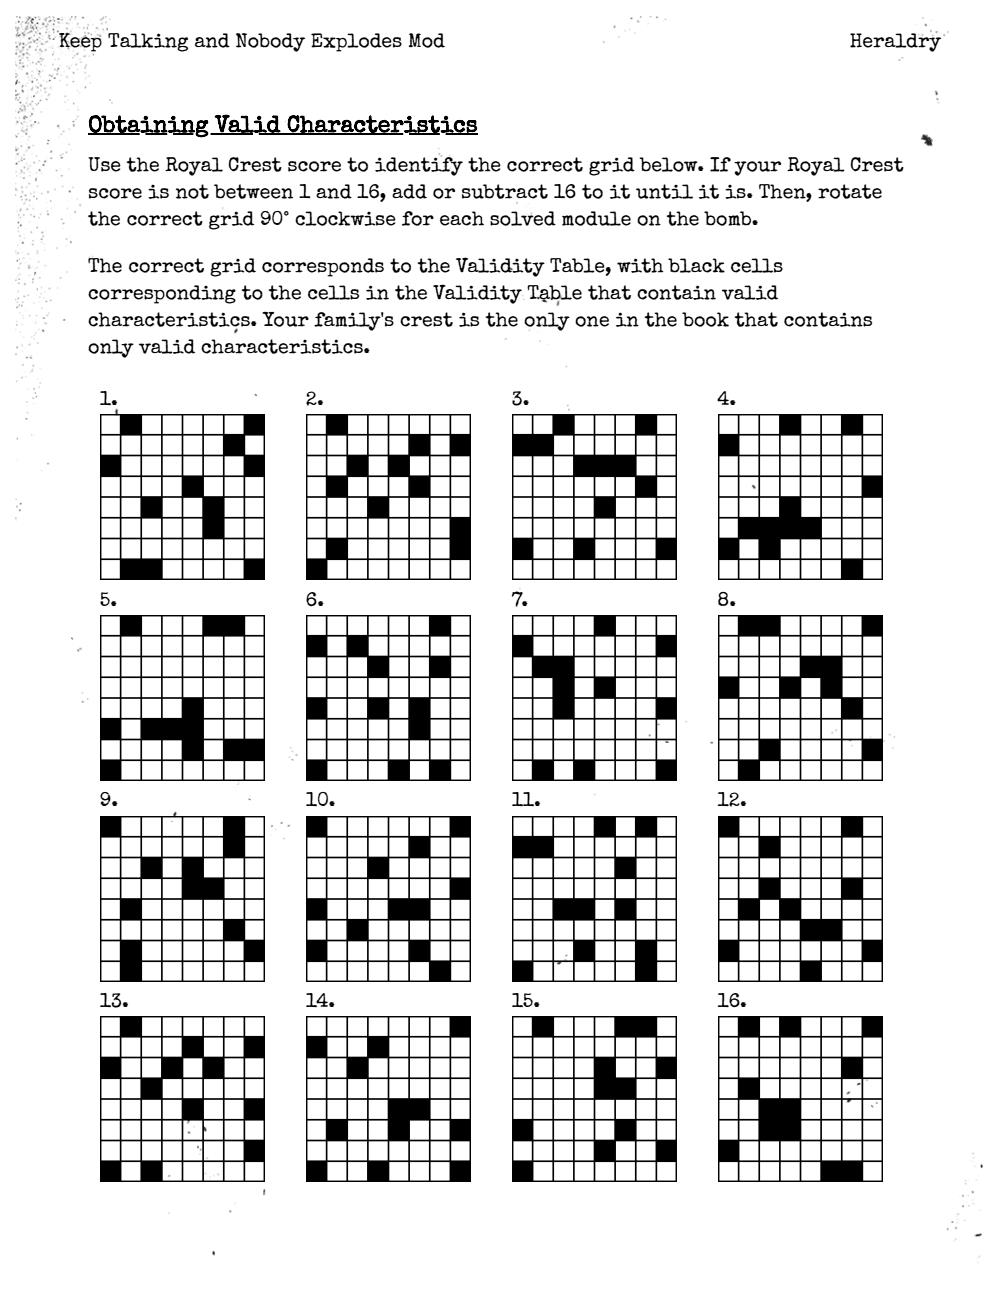 Keep Talking and Nobody Explodes Mod Heraldry
Obtaining Valid Characteristics
Use the Royal Crest score to identify the correct grid below. If your Royal Crest
score is not between 1 and 16, add or subtract 16 to it until it is. Then, rotate
the correct grid 90° clockwise for each solved module on the bomb.
The correct grid corresponds to the Validity Table, with black cells
corresponding to the cells in the Validity Table that contain valid
characteristics. Your family's crest is the only one in the book that contains
only valid characteristics.
1. 2. 3. 4.
5. 6. 7. 8.
9. 10. 11. 12.
13. 14. 15. 16.